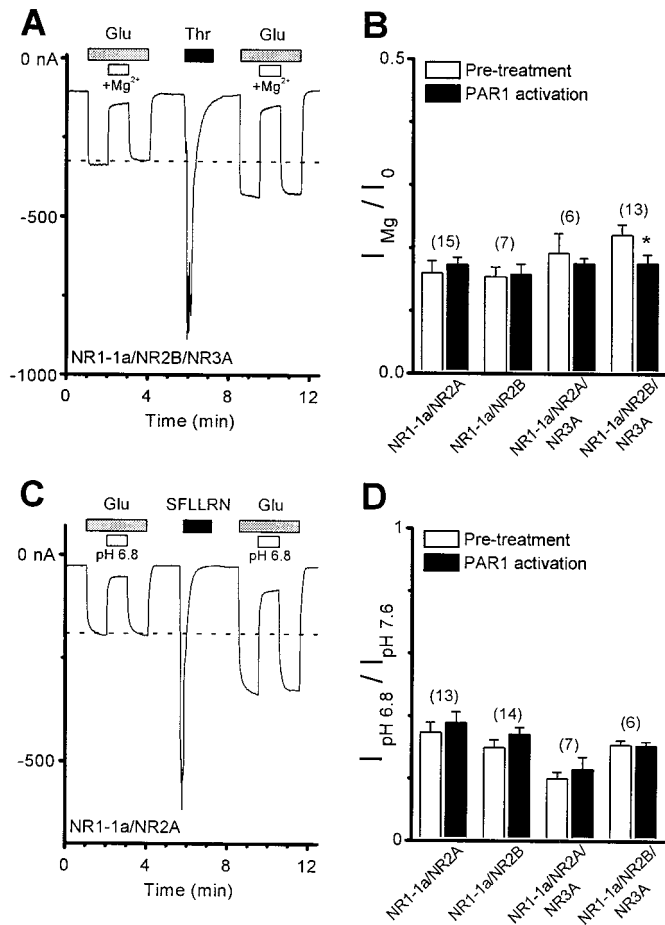 A
Glu
Thr
Glu
0 nA
+Mg2+
+Mg2+
-500
-1000
NR1-1a/NR2B/NR3A
0
4
8
12
Time (min)
B
0.5
Pre-treatment
PAR1 activation
I Mg / I 0
(15)
(7)
(6)
(13)
*
0.0
NR1-1a/NR2A
NR1-1a/NR2B
NR1-1a/NR2A/
NR3A
NR1-1a/NR2B/
NR3A
C
Glu
SFLLRN
Glu
0 nA
pH 6.8
pH 6.8
-500
NR1-1a/NR2A
0
4
8
12
Time (min)
D
1
Pre-treatment
PAR1 activation
I pH 6.8 / I pH 7.6
(13)
(14)
(7)
(6)
0
NR1-1a/NR2A
NR1-1a/NR2B
NR1-1a/NR2A/
NR3A
NR1-1a/NR2B/
NR3A